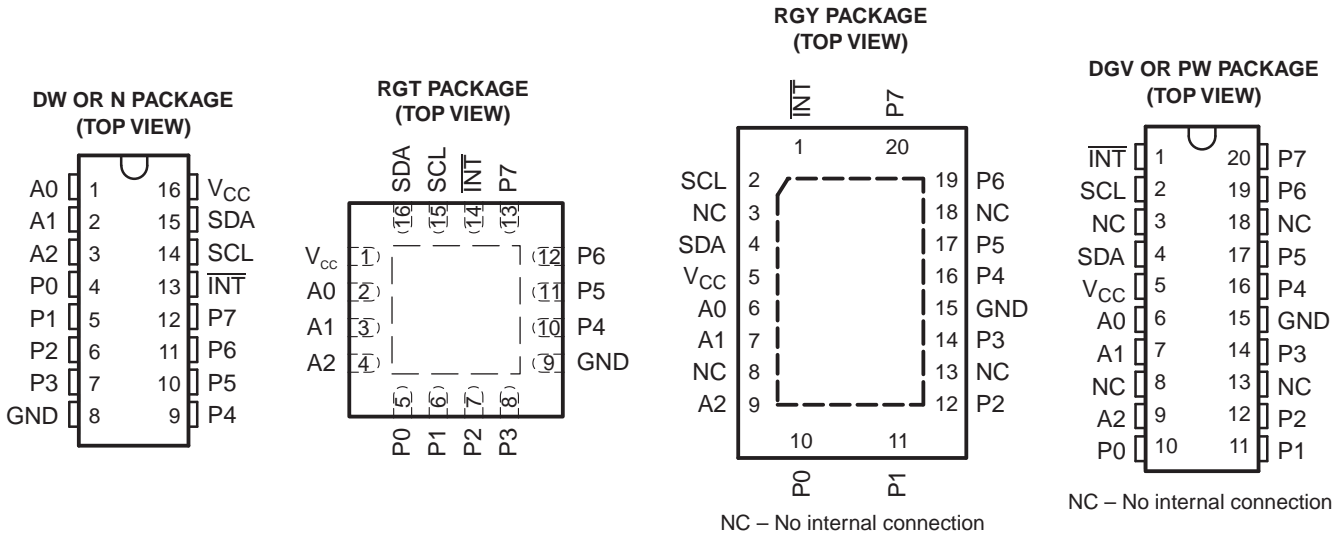 DW OR N PACKAGE
(TOP VIEW)
A0 1 16 VCC
A1 2 15 SDA
A2 3 14 SCL
P0 4 13 INT
P1 5 12 P7
P2 6 11 P6
P3 7 10 P5
GND 8 9 P4
RGT PACKAGE
(TOP VIEW)
SDA SCL INT P7
16 15 14 13
VCC 1 12 P6
A0 2 11 P5
A1 3 10 P4
A2 4 9 GND
5 6 7 8
P0 P1 P2 P3
RGY PACKAGE
(TOP VIEW)
INT P7
1 20
SCL 2 19 P6
NC 3 18 NC
SDA 4 17 P5
VCC 5 16 P4
A0 6 15 GND
A1 7 14 P3
NC 8 13 NC
A2 9 12 P2
10 11
P0 P1
NC – No internal connection
DGV OR PW PACKAGE
(TOP VIEW)
INT 1 20 P7
SCL 2 19 P6
NC 3 18 NC
SDA 4 17 P5
VCC 5 16 P4
A0 6 15 GND
A1 7 14 P3
NC 8 13 NC
A2 9 12 P2
P0 10 11 P1
NC – No internal connection